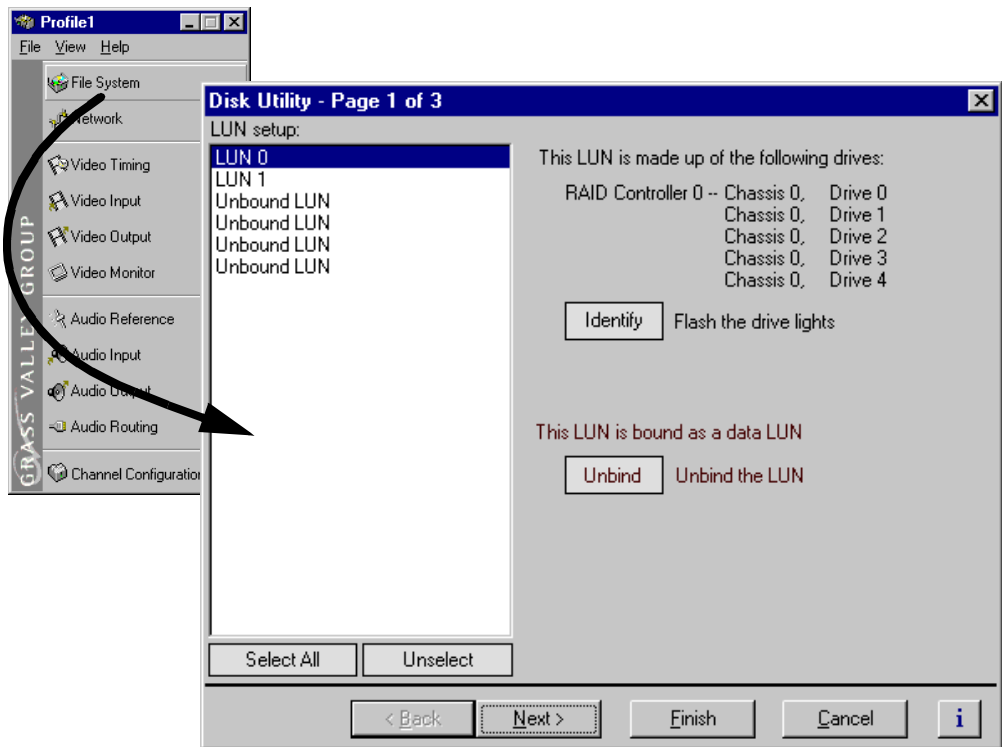 Profile1
File View Help
File System
Network
Video Timing
Video Input
Video Output
Video Monitor
Audio Reference
Audio Input
Audio Output
Audio Routing
Channel Configuration
GRASS VALLEY GROUP
Disk Utility - Page 1 of 3
LUN setup:
LUN 0
LUN 1
Unbound LUN
Unbound LUN
Unbound LUN
Unbound LUN
Select All Unselect
This LUN is made up of the following drives:
RAID Controller 0 -- Chassis 0, Drive 0
Chassis 0, Drive 1
Chassis 0, Drive 2
Chassis 0, Drive 3
Chassis 0, Drive 4
Identify Flash the drive lights
This LUN is bound as a data LUN
Unbind Unbind the LUN
< Back Next > Finish Cancel i